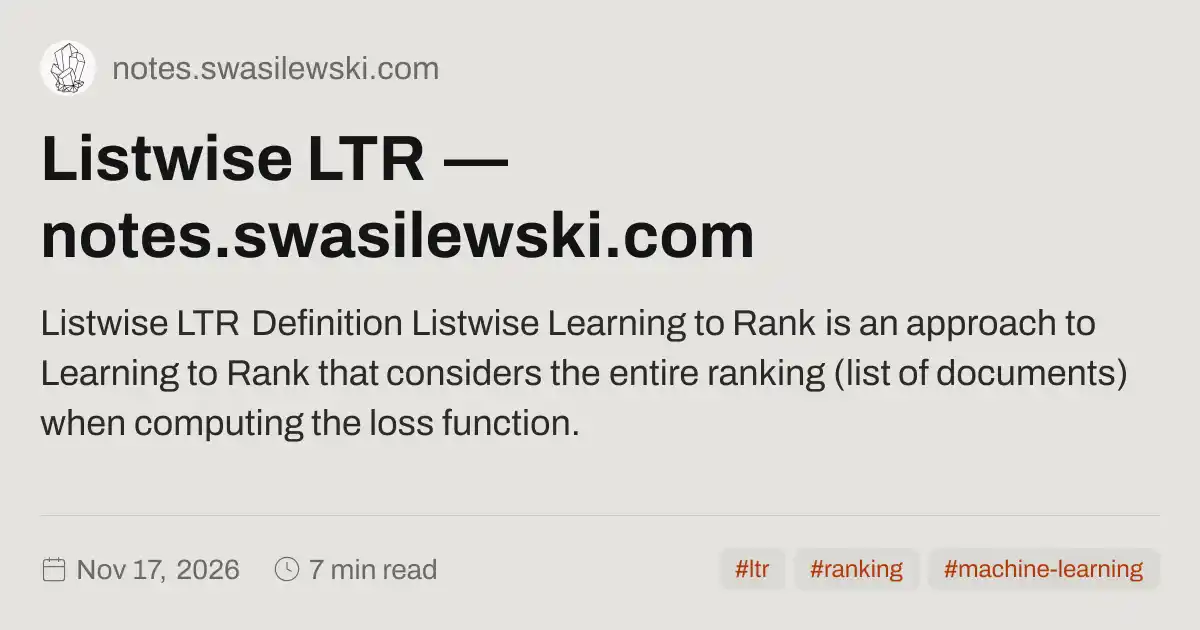 notes.swasilewski.com
Listwise LTR —
notes.swasilewski.com
Listwise LTR Definition Listwise Learning to Rank is an approach to
Learning to Rank that considers the entire ranking (list of documents)
when computing the loss function.
Nov 17, 2026 7 min read #ltr #ranking #machine-learning